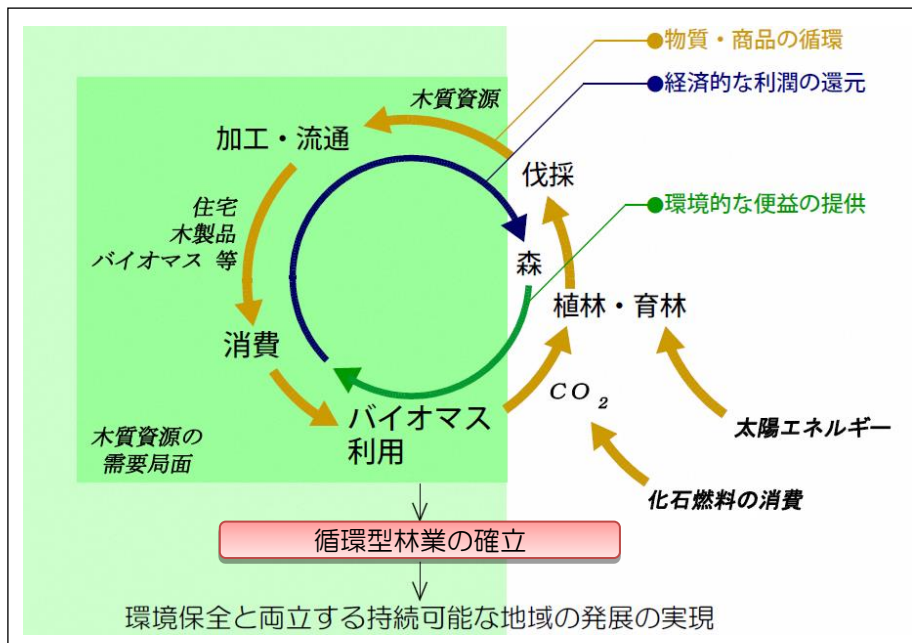 ●物質・商品の循環
●経済的な利潤の還元
木質資源
加工・流通
伐採
●環境的な便益の提供
住宅
木製品
バイオマス 等
森
植林・育林
消費
CO₂
バイオマス
利用
太陽エネルギー
木質資源の
需要局面
化石燃料の消費
循環型林業の確立
環境保全と両立する持続可能な地域の発展の実現